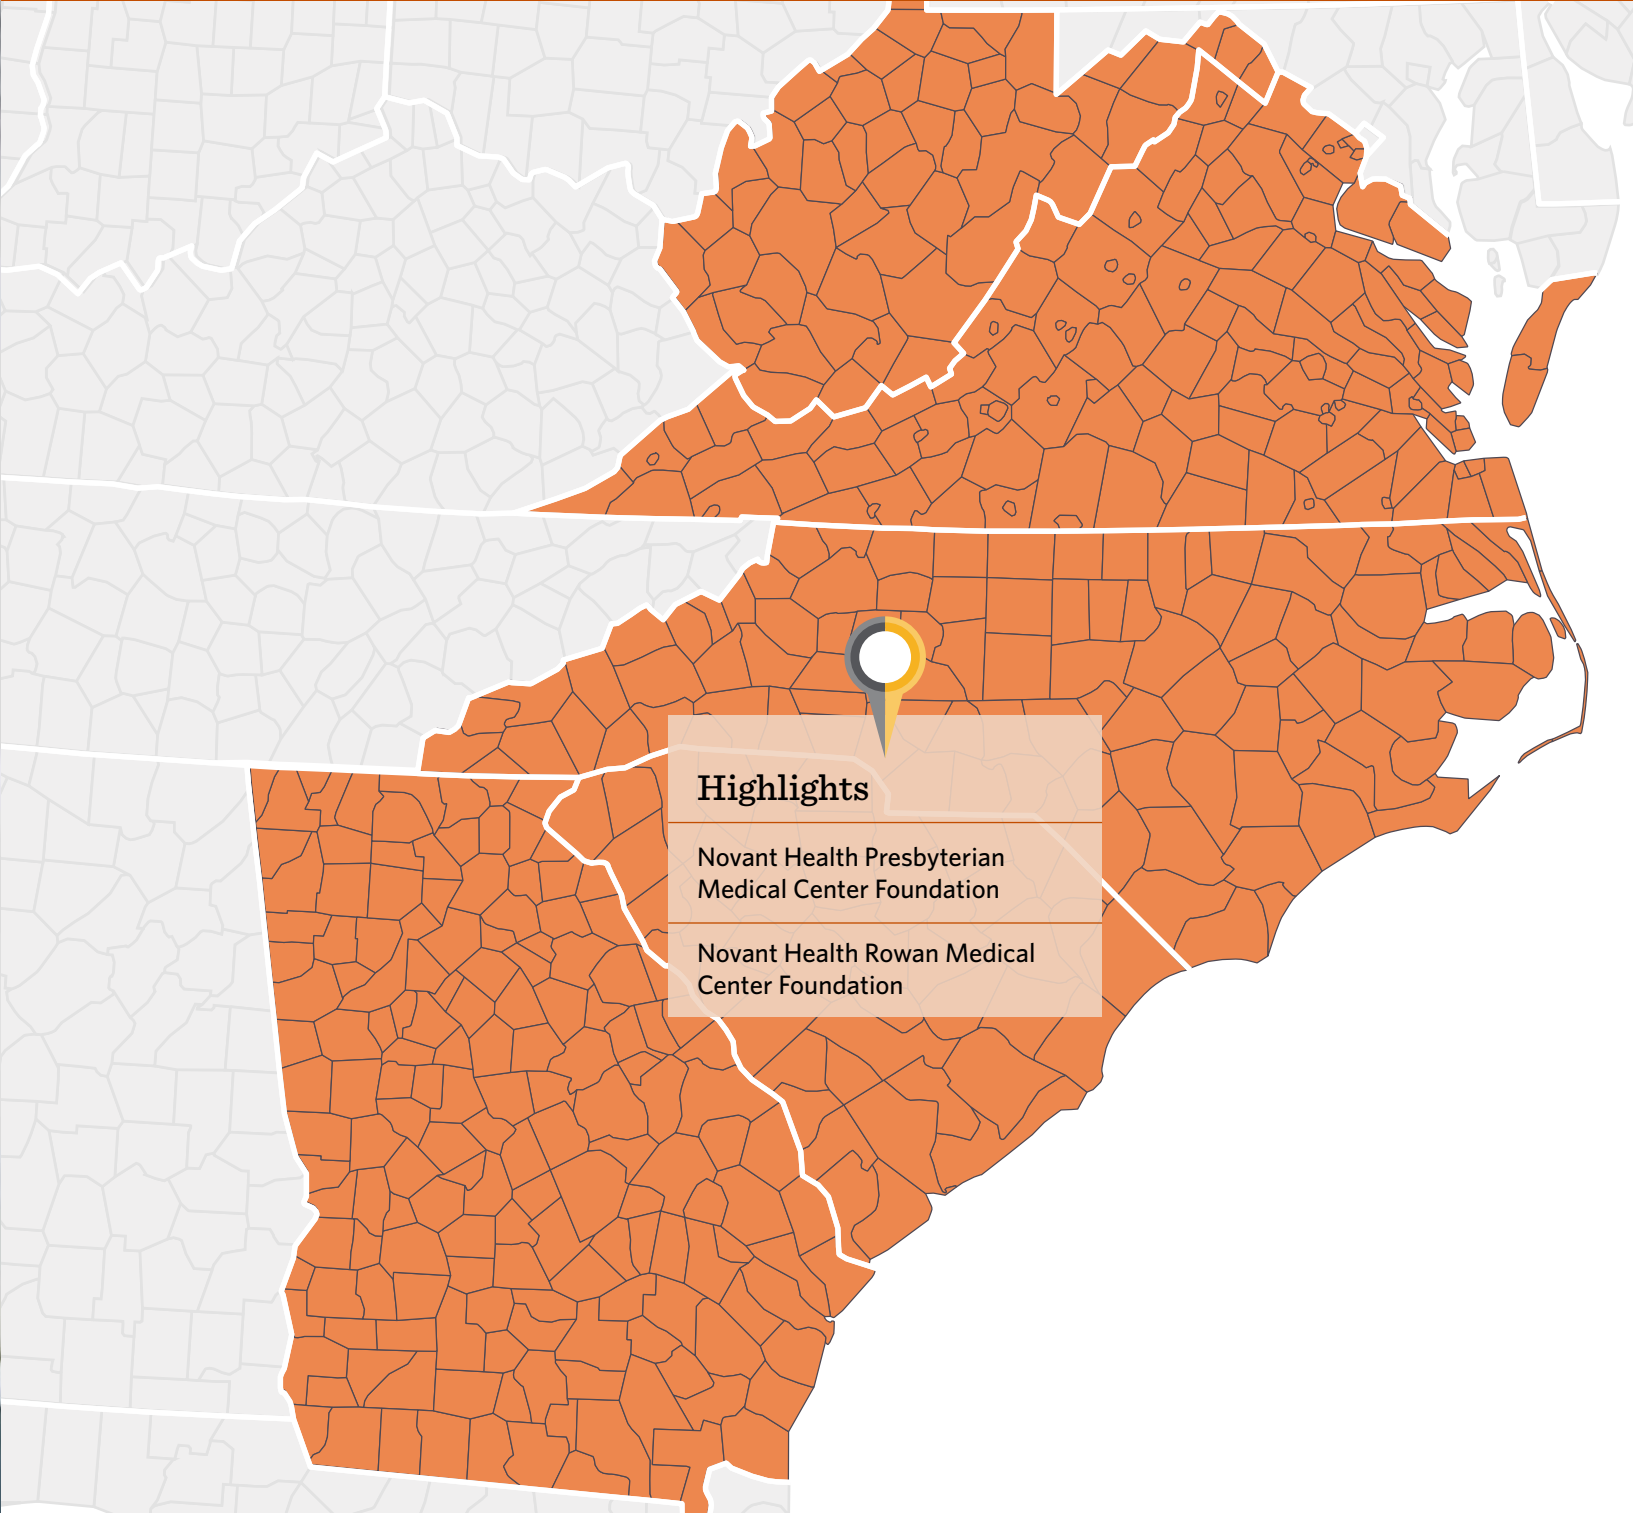 Highlights
Novant Health Presbyterian
Medical Center Foundation
Novant Health Rowan Medical
Center Foundation